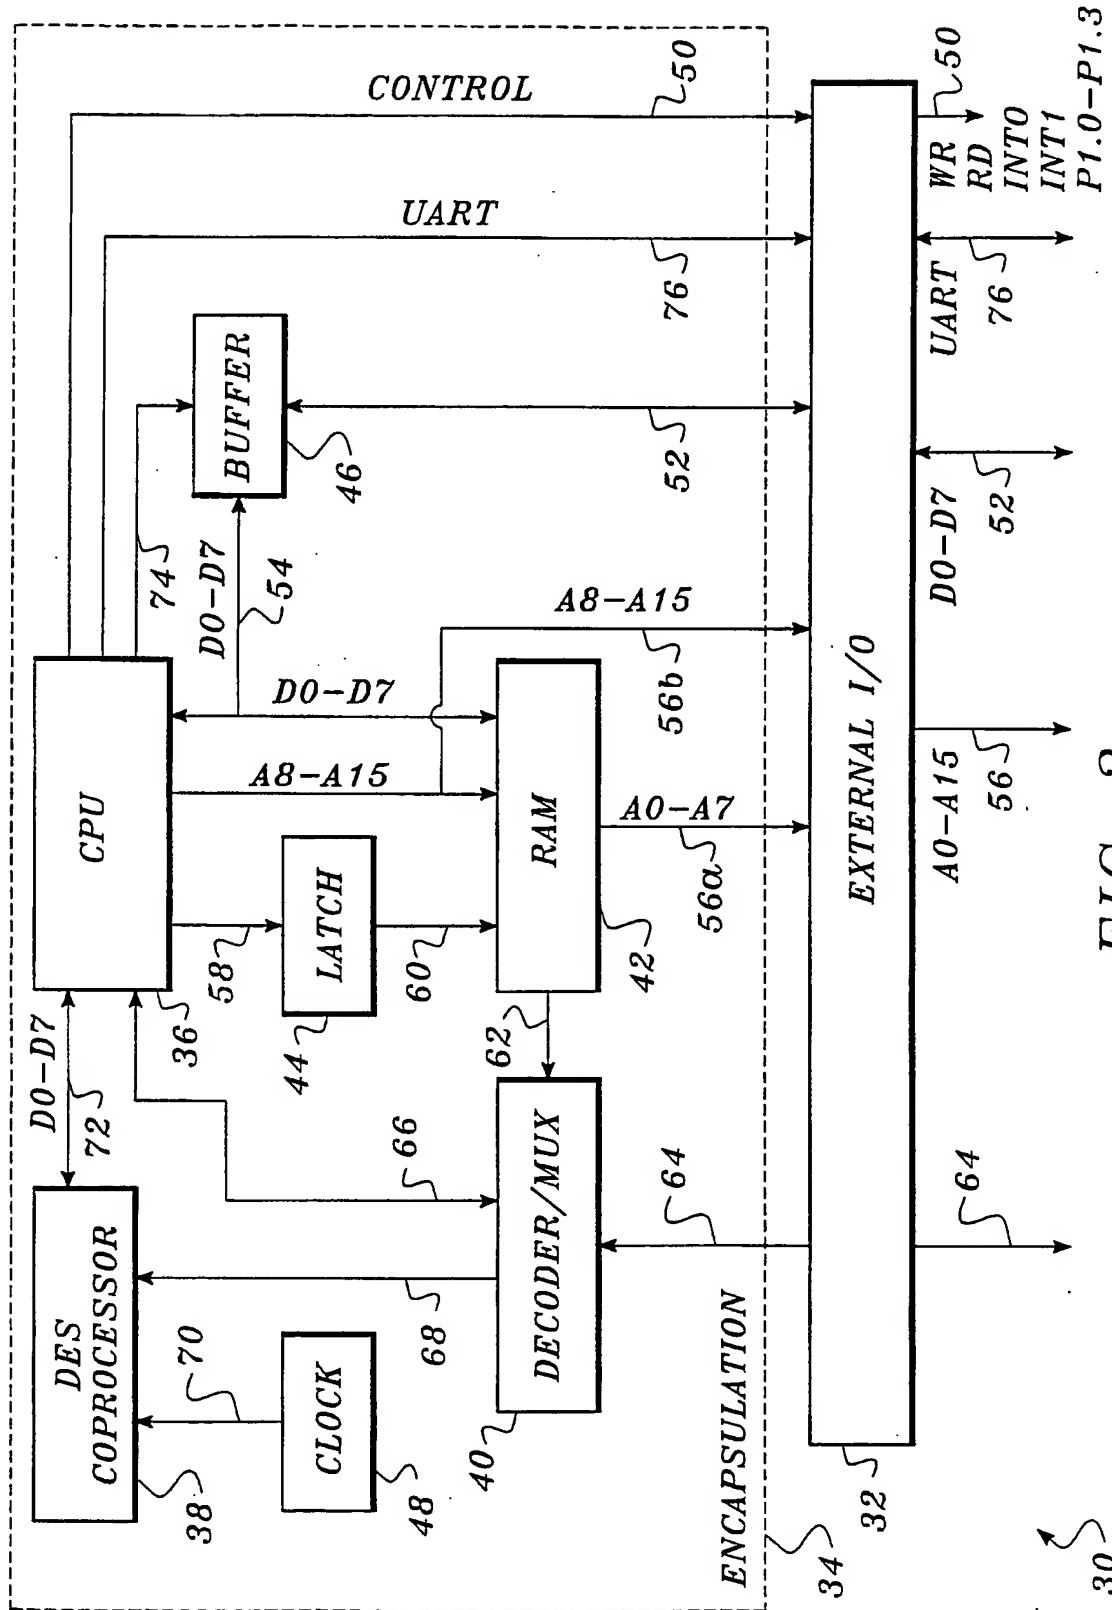 DES
COPROCESSOR
38
D0-D7
72
CPU
36
CONTROL
50
UART
76
74
BUFFER
46
D0-D7
54
D0-D7
A8-A15
58
LATCH
44
60
70
CLOCK
48
68
66
DECODER/MUX
40
62
RAM
42
A8-A15
56b
A0-A7
56a
52
64
ENCAPSULATION
34
EXTERNAL I/O
32
64
A0-A15
56
D0-D7
52
UART
76
WR
RD
INT0
INT1
P1.0-P1.3
50
30
FIG. 2